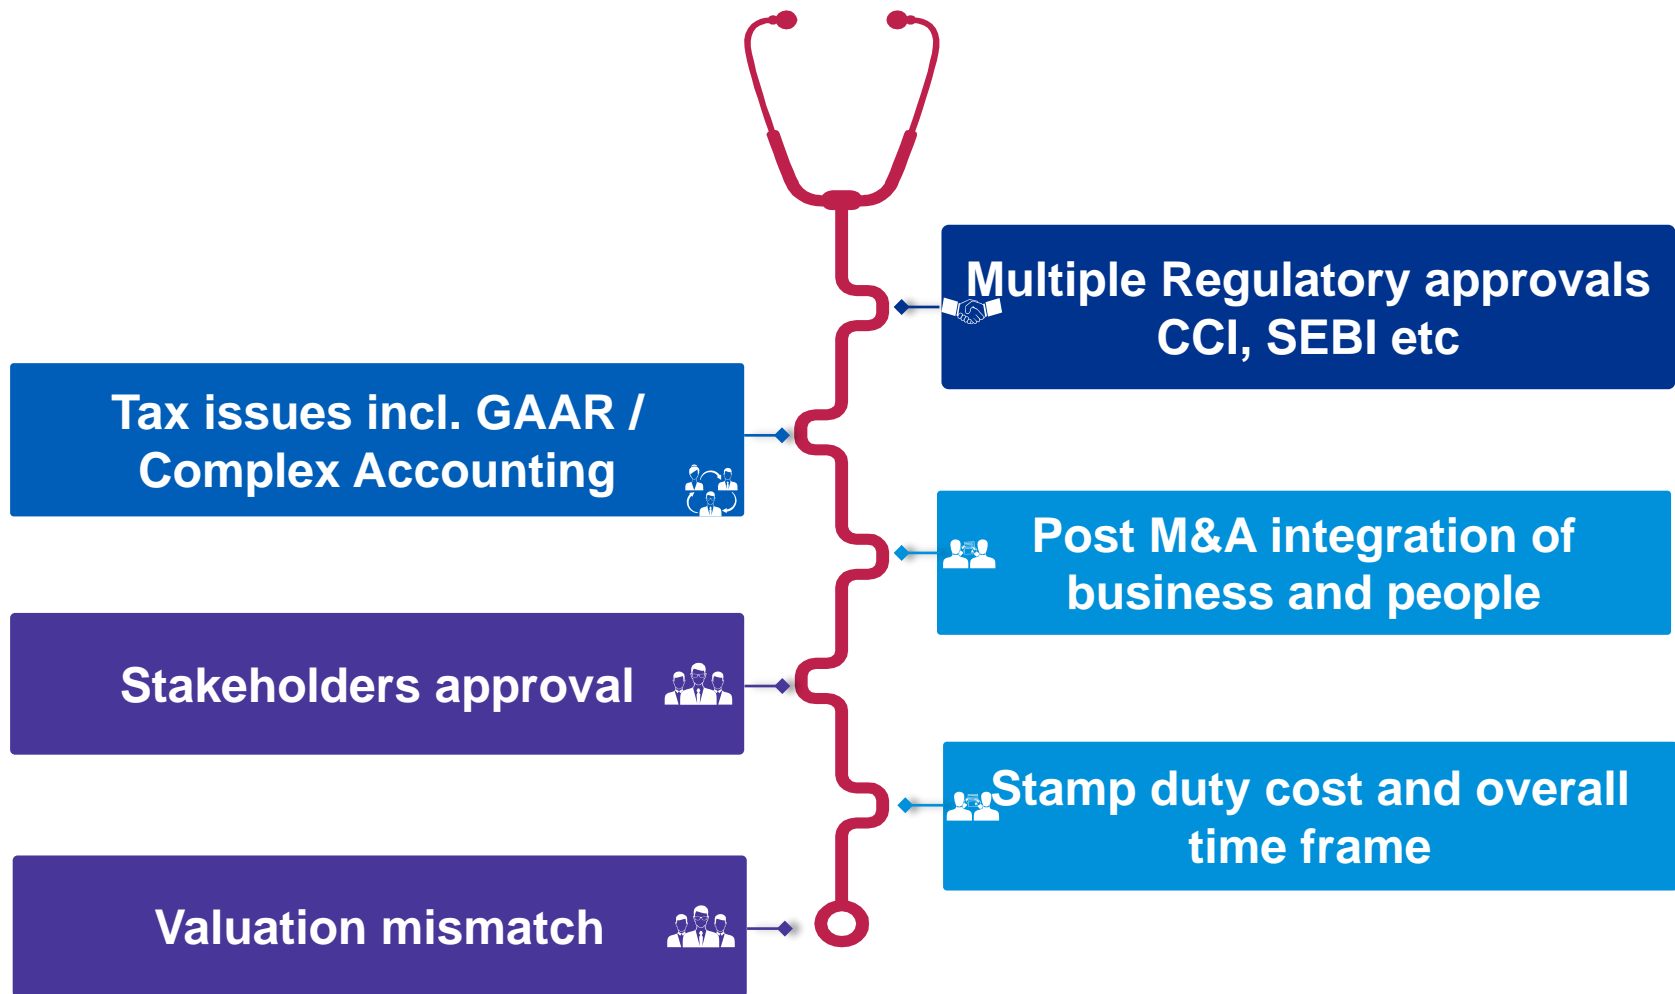 Multiple Regulatory approvals
CCI, SEBI etc
Tax issues incl. GAAR /
Complex Accounting
Post M&A integration of
business and people
Stakeholders approval
Stamp duty cost and overall
time frame
Valuation mismatch